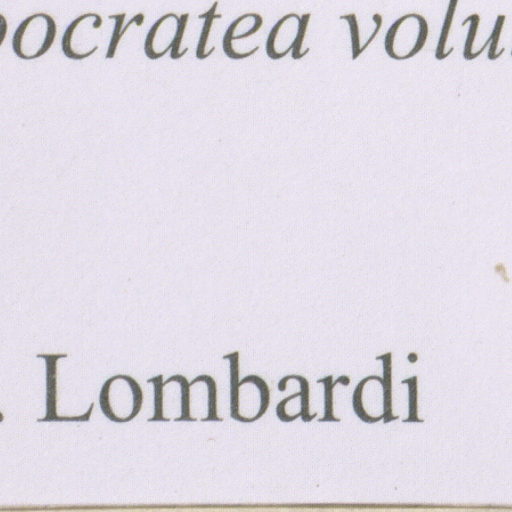 ocratea volu
. Lombardi